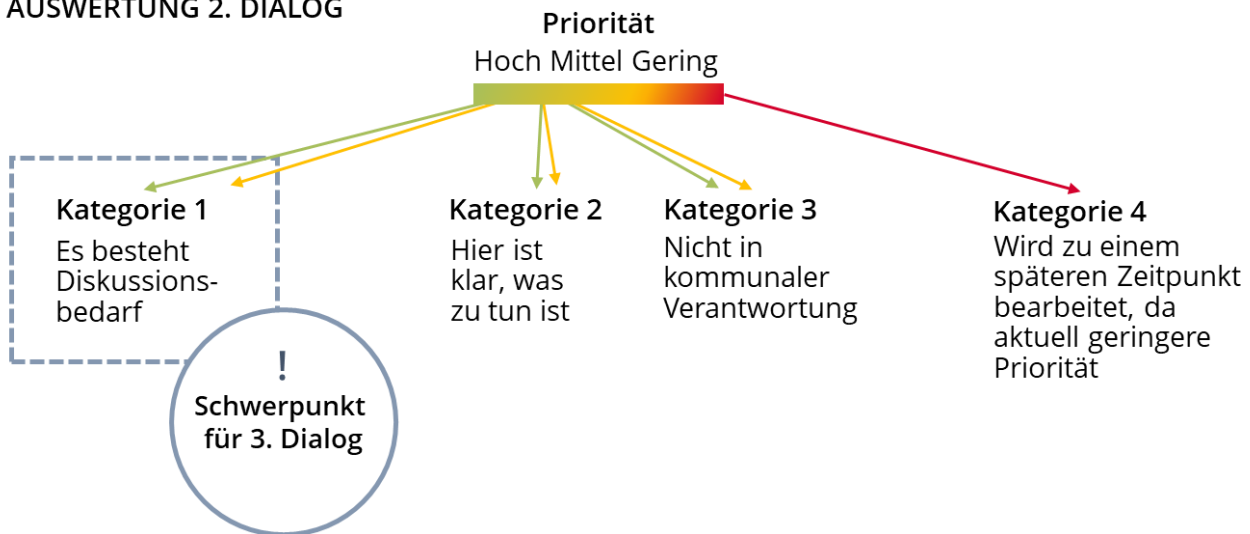 AUSWERTUNG 2. DIALOG
Priorität
Hoch Mittel Gering
Kategorie 1
Es besteht
Diskussions-
bedarf
!
Schwerpunkt
für 3. Dialog
Kategorie 2
Hier ist
klar, was
zu tun ist
Kategorie 3
Nicht in
kommunaler
Verantwortung
Kategorie 4
Wird zu einem
späteren Zeitpunkt
bearbeitet, da
aktuell geringere
Priorität